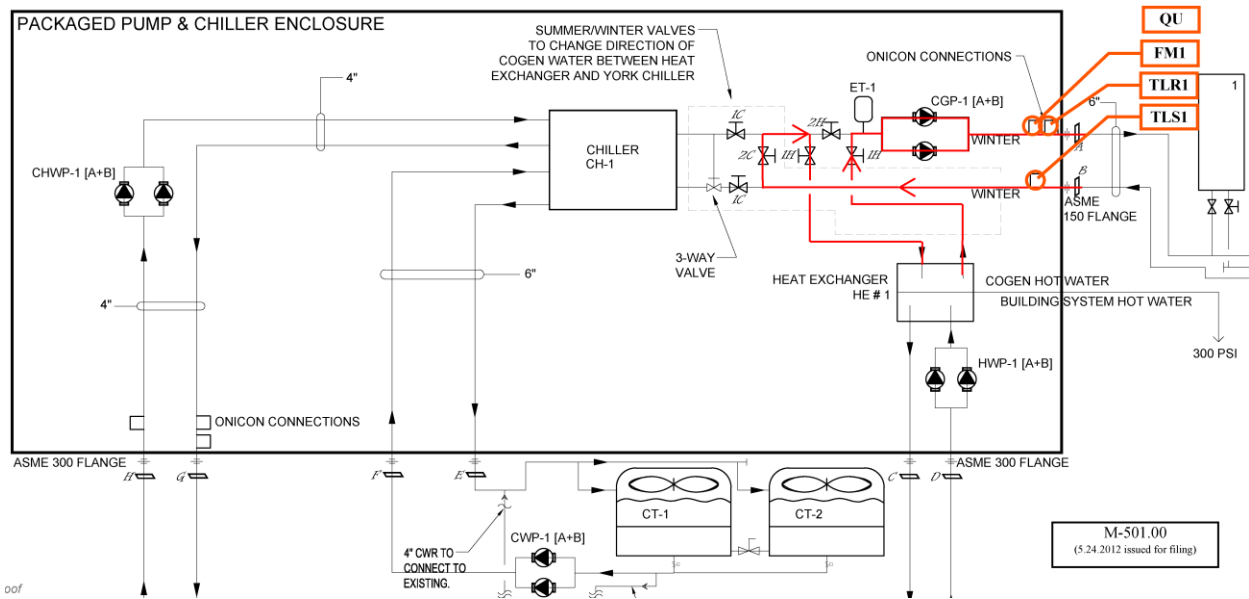 PACKAGED PUMP & CHILLER ENCLOSURE
SUMMER/WINTER VALVES
TO CHANGE DIRECTION OF
COGEN WATER BETWEEN HEAT
EXCHANGER AND YORK CHILLER
ONICON CONNECTIONS
QU
FM1
TLR1
TLS1
4"
ET-1
CGP-1 [A+B]
6"
1
1C
2H
CHILLER
CH-1
WINTER
A
2C
1H
1H
CHWP-1 [A+B]
WINTER
B
1C
ASME
150 FLANGE
3-WAY
VALVE
6"
HEAT EXCHANGER
HE # 1
COGEN HOT WATER
BUILDING SYSTEM HOT WATER
4"
300 PSI
HWP-1 [A+B]
ONICON CONNECTIONS
ASME 300 FLANGE
ASME 300 FLANGE
H
G
F
E
C
D
CT-1
CT-2
4" CWR TO
CONNECT TO
EXISTING.
CWP-1 [A+B]
M-501.00
(5.24.2012 issued for filing)
oof